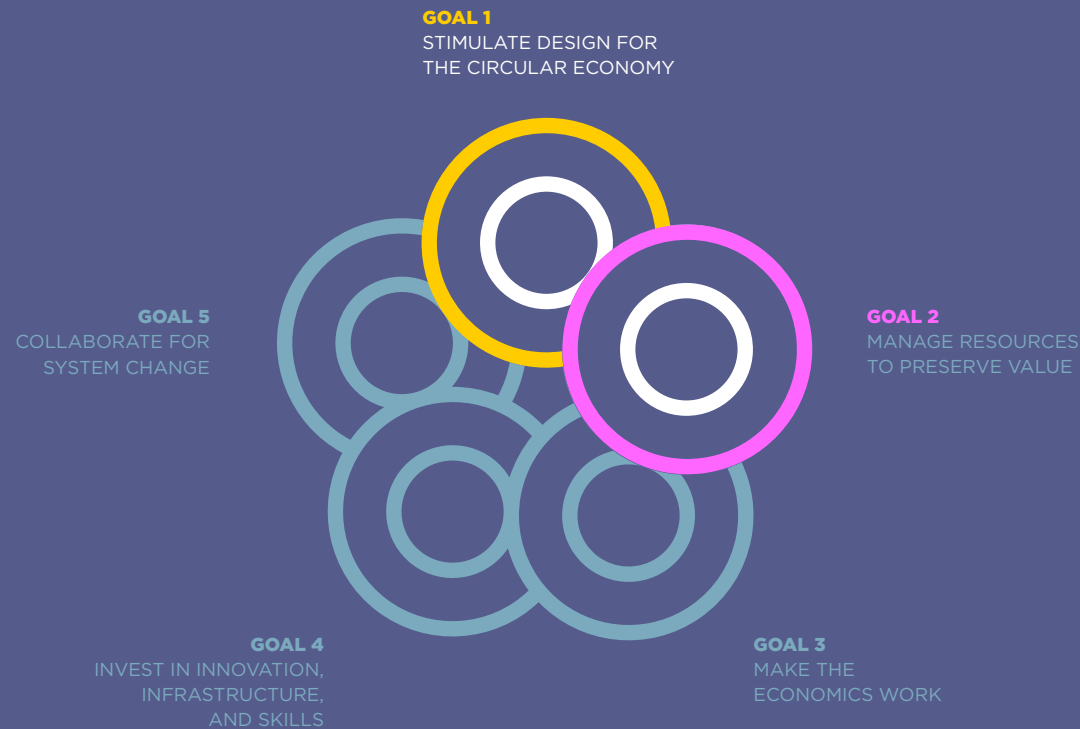 GOAL 1
STIMULATE DESIGN FOR
THE CIRCULAR ECONOMY
GOAL 2
MANAGE RESOURCES
TO PRESERVE VALUE
GOAL 3
MAKE THE
ECONOMICS WORK
GOAL 4
INVEST IN INNOVATION,
INFRASTRUCTURE,
AND SKILLS
GOAL 5
COLLABORATE FOR
SYSTEM CHANGE